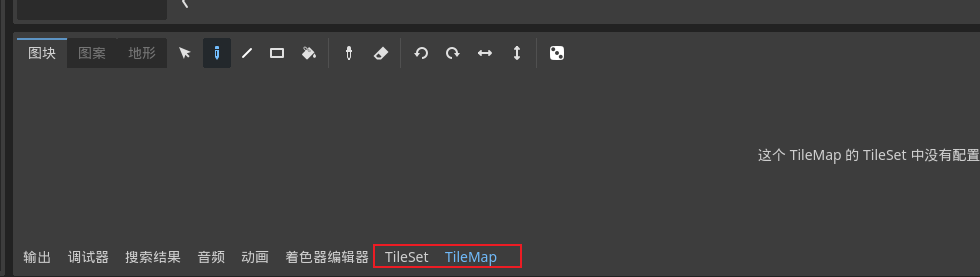 图块 图案 地形
这个 TileMap 的 TileSet 中没有配置
输出 调试器 搜索结果 音频 动画 着色器编辑器 TileSet TileMap